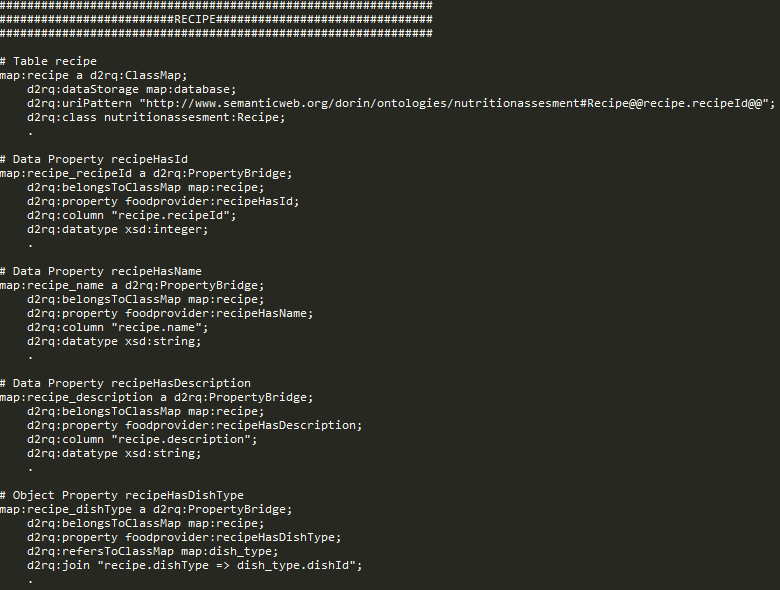 ##############################################################
#########################RECIPE###############################
##############################################################
# Table recipe
map:recipe a d2rq:ClassMap;
d2rq:dataStorage map:database;
d2rq:uriPattern "http://www.semanticweb.org/dorin/ontologies/nutritionassesment#Recipe@@recipe.recipeId@@";
d2rq:class nutritionassesment:Recipe;
.
# Data Property recipeHasId
map:recipe_recipeId a d2rq:PropertyBridge;
d2rq:belongsToClassMap map:recipe;
d2rq:property foodprovider:recipeHasId;
d2rq:column "recipe.recipeId";
d2rq:datatype xsd:integer;
.
# Data Property recipeHasName
map:recipe_name a d2rq:PropertyBridge;
d2rq:belongsToClassMap map:recipe;
d2rq:property foodprovider:recipeHasName;
d2rq:column "recipe.name";
d2rq:datatype xsd:string;
.
# Data Property recipeHasDescription
map:recipe_description a d2rq:PropertyBridge;
d2rq:belongsToClassMap map:recipe;
d2rq:property foodprovider:recipeHasDescription;
d2rq:column "recipe.description";
d2rq:datatype xsd:string;
.
# Object Property recipeHasDishType
map:recipe_dishType a d2rq:PropertyBridge;
d2rq:belongsToClassMap map:recipe;
d2rq:property foodprovider:recipeHasDishType;
d2rq:refersToClassMap map:dish_type;
d2rq:join "recipe.dishType => dish_type.dishId";
.